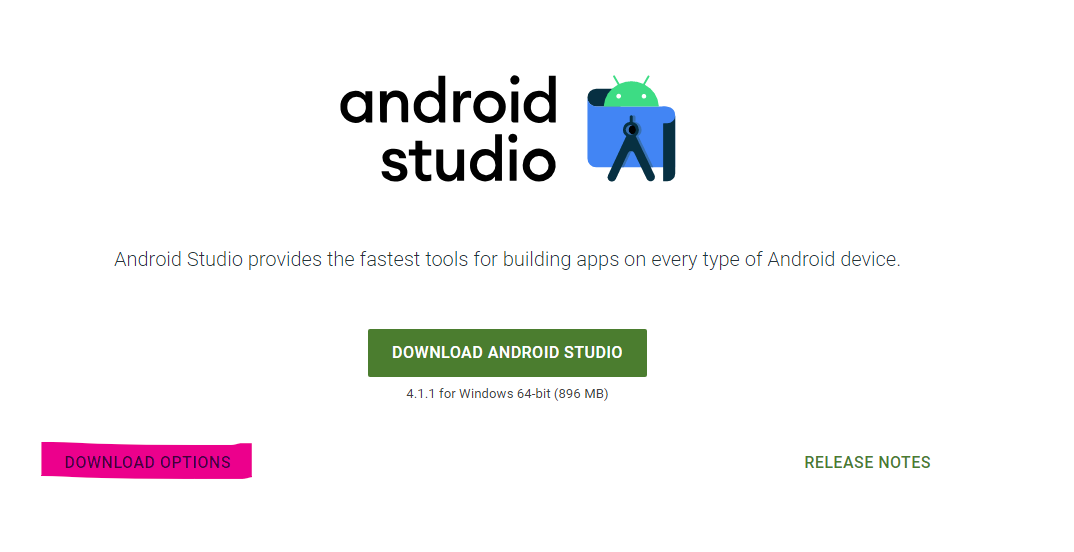 android
studio
Android Studio provides the fastest tools for building apps on every type of Android device.
DOWNLOAD ANDROID STUDIO
4.1.1 for Windows 64-bit (896 MB)
DOWNLOAD OPTIONS
RELEASE NOTES